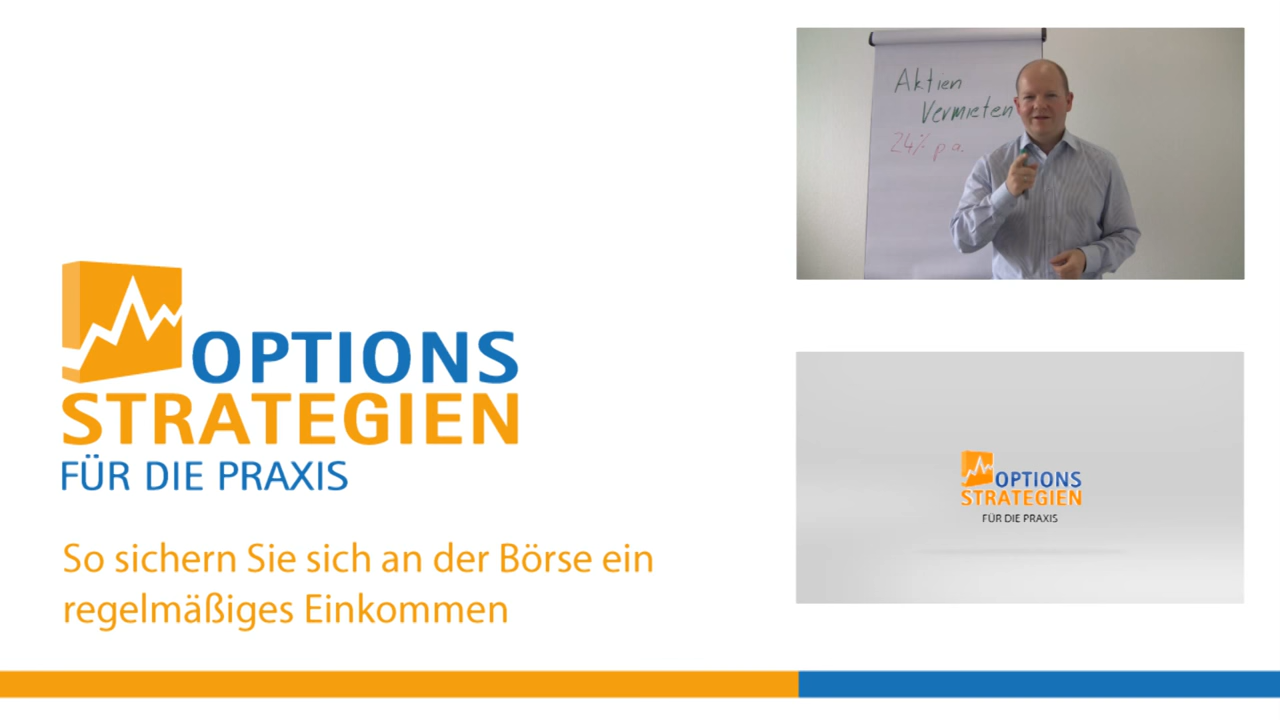 OPTIONS
STRATEGIEN
FÜR DIE PRAXIS
So sichern Sie sich an der Börse ein
regelmäßiges Einkommen
Aktien
Vermieten
24% p.a.
OPTIONS
STRATEGIEN
FÜR DIE PRAXIS